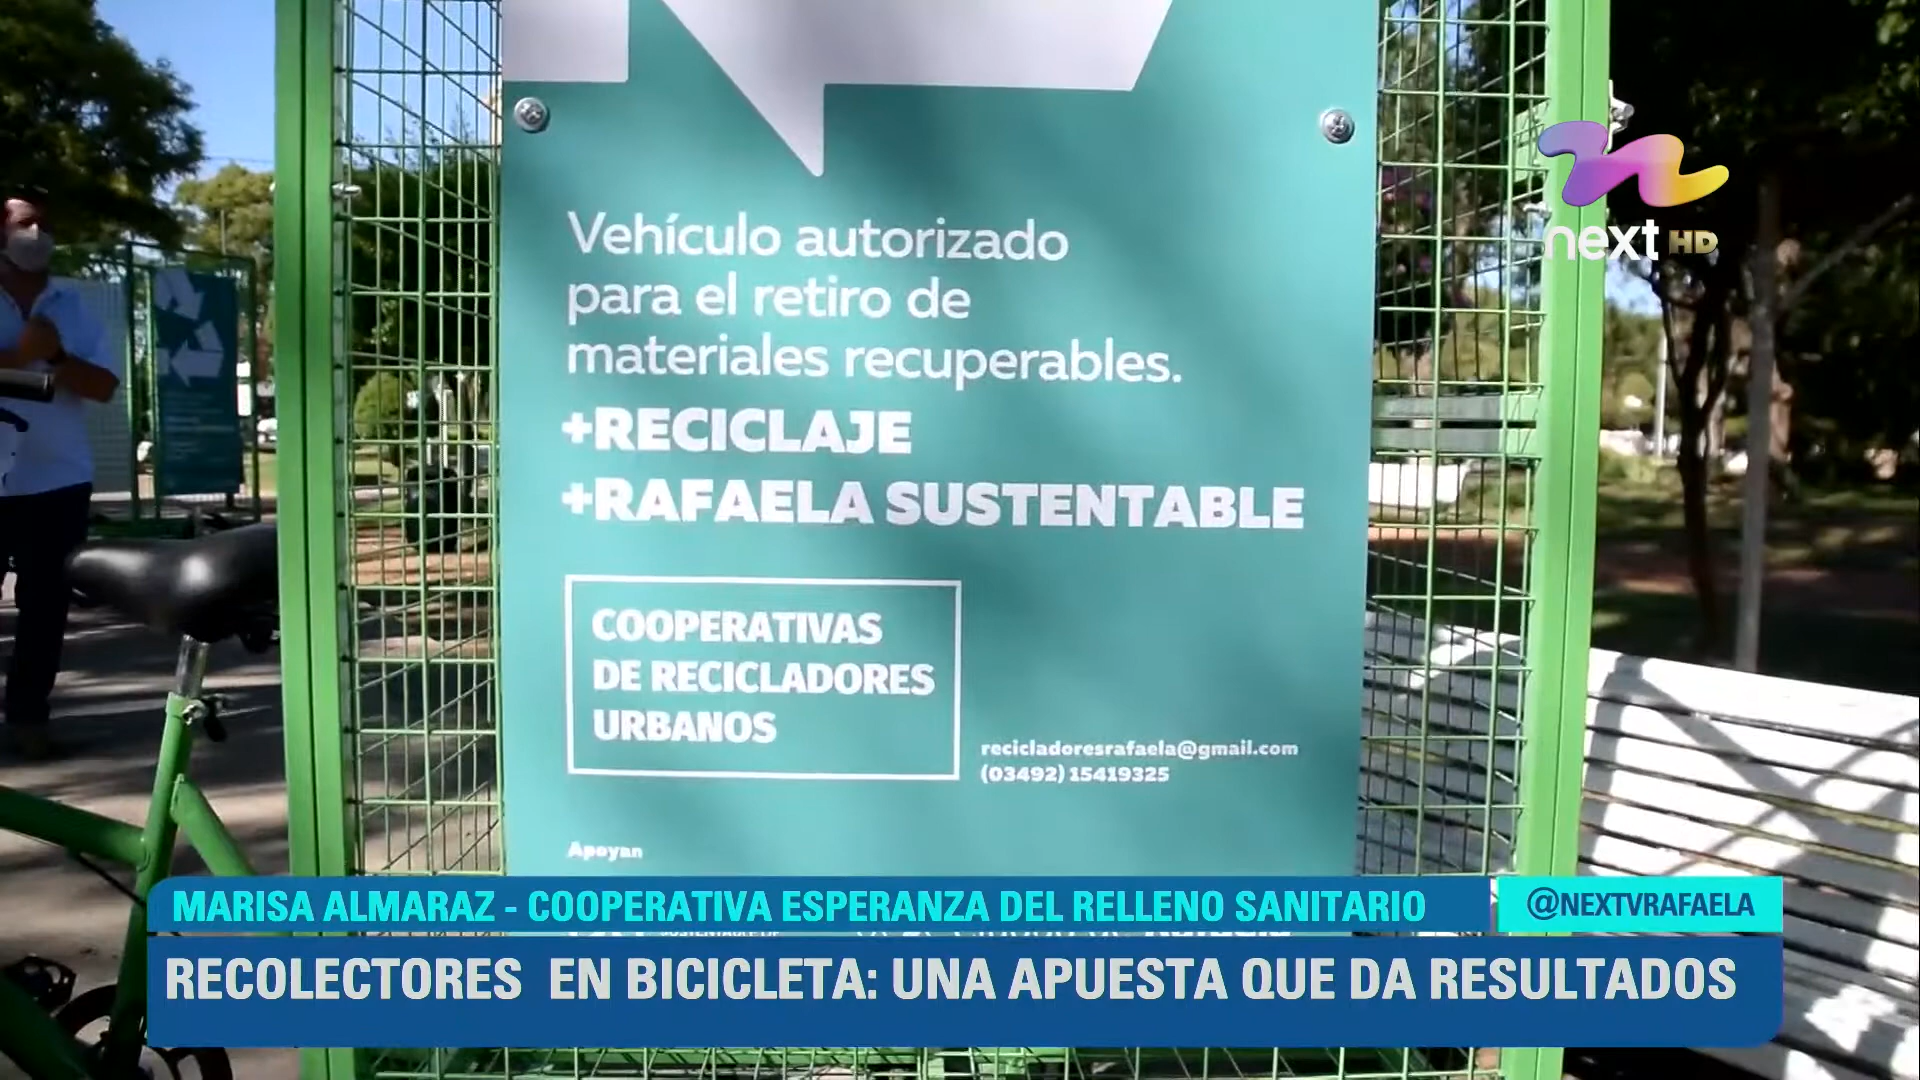 next HD
Vehículo autorizado
para el retiro de
materiales recuperables.
+RECICLAJE
+RAFAELA SUSTENTABLE
COOPERATIVAS
DE RECICLADORES
URBANOS
recicladoresrafaela@gmail.com
(03492) 15419325
Apoyan
MARISA ALMARAZ - COOPERATIVA ESPERANZA DEL RELLENO SANITARIO
@NEXTVRAFAELA
RECOLECTORES EN BICICLETA: UNA APUESTA QUE DA RESULTADOS